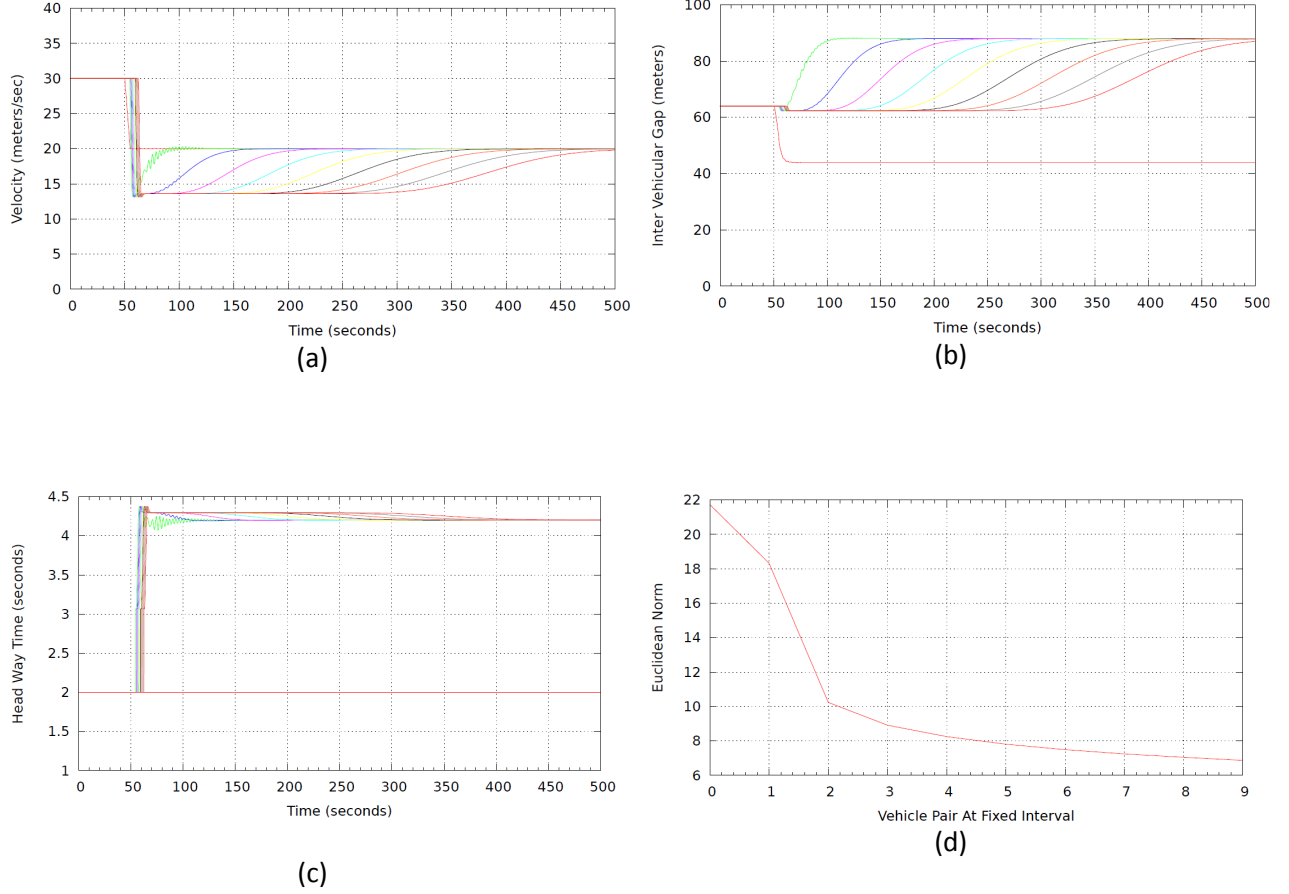 40
35
30
25
20
15
10
5
0
Velocity (meters/sec)
0 50 100 150 200 250 300 350 400 450 500
Time (seconds)
(a)
100
80
60
40
20
0
Inter Vehicular Gap (meters)
0 50 100 150 200 250 300 350 400 450 500
Time (seconds)
(b)
4.5
4
3.5
3
2.5
2
1.5
1
Head Way Time (seconds)
0 50 100 150 200 250 300 350 400 450 500
Time (seconds)
(c)
22
20
18
16
14
12
10
8
6
Euclidean Norm
0 1 2 3 4 5 6 7 8 9
Vehicle Pair At Fixed Interval
(d)